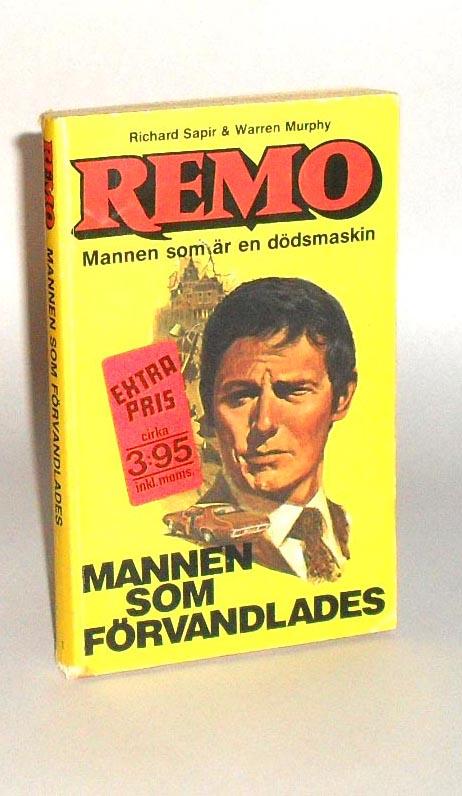 Richard Sapir & Warren Murphy
REMO
Mannen som är en dödsmaskin
EXTRA
PRIS
cirka
3·95
inkl. moms.
MANNEN
SOM
FÖRVANDLADES
REMO MANNEN SOM FÖRVANDLADES
1